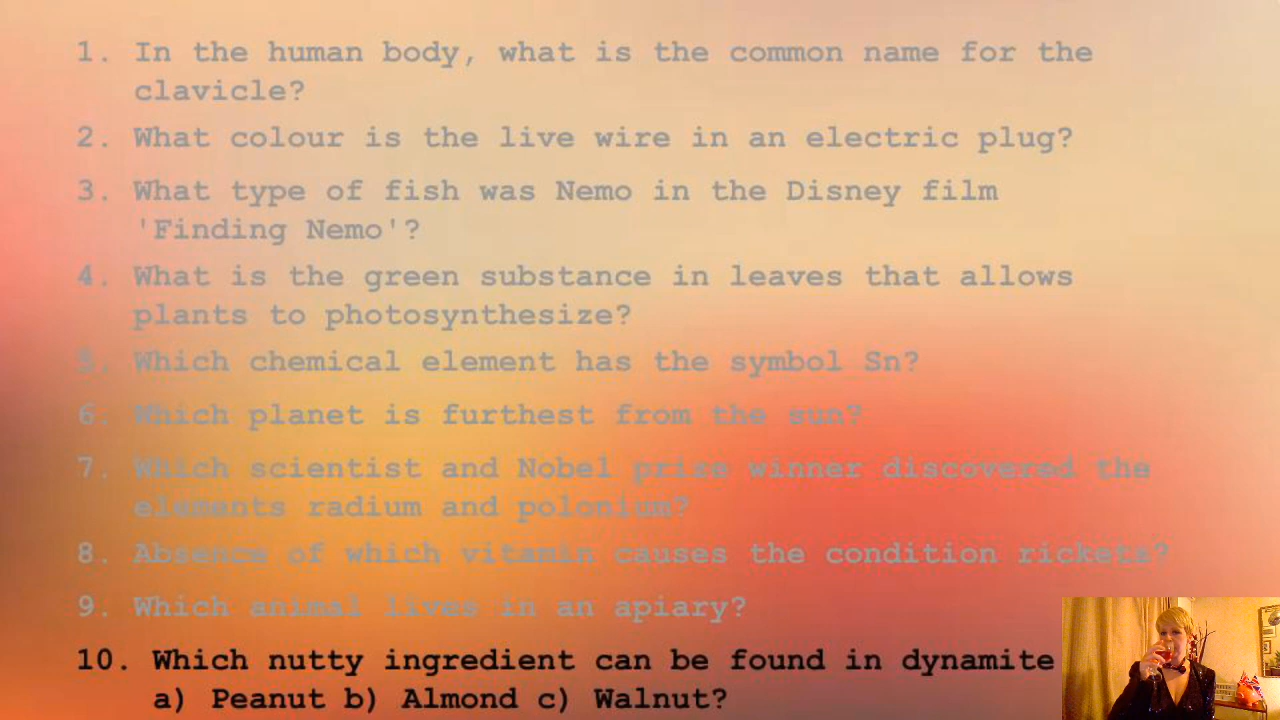 1. In the human body, what is the common name for the
clavicle?
2. What colour is the live wire in an electric plug?
3. What type of fish was Nemo in the Disney film
'Finding Nemo'?
4. What is the green substance in leaves that allows
plants to photosynthesize?
5. Which chemical element has the symbol Sn?
6. Which planet is furthest from the sun?
7. Which scientist and Nobel prize winner discovered the
elements radium and polonium?
8. Absence of which vitamin causes the condition rickets?
9. Which animal lives in an apiary?
10. Which nutty ingredient can be found in dynamite
a) Peanut b) Almond c) Walnut?